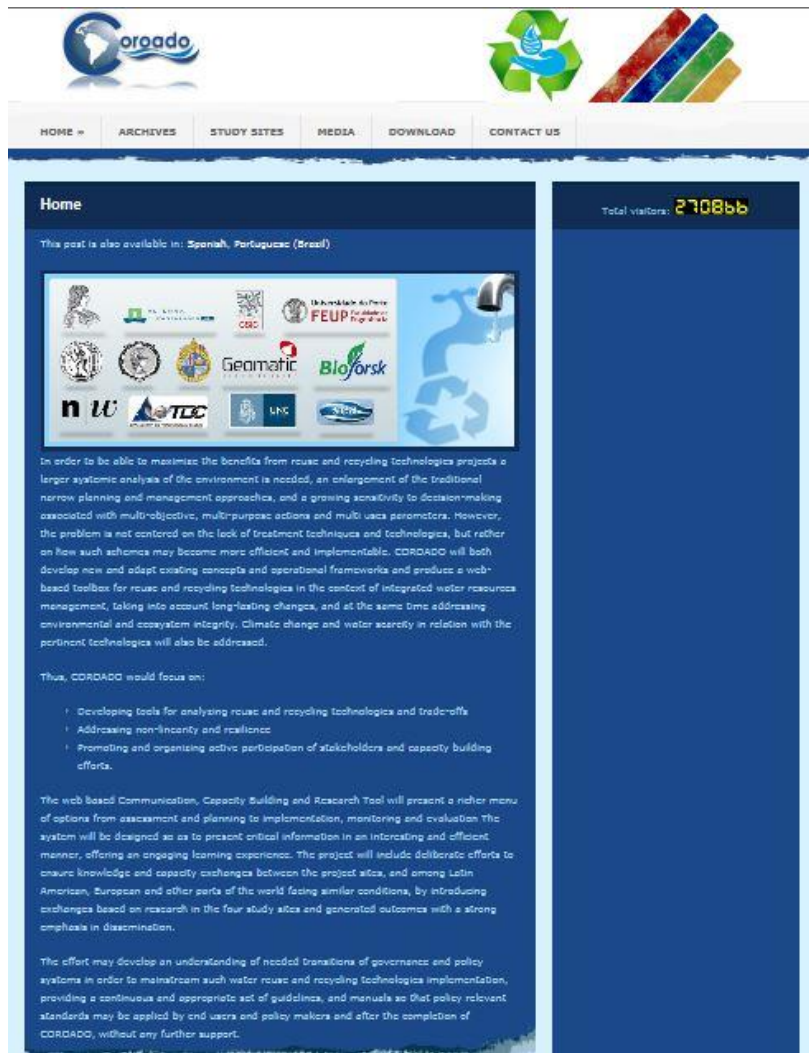 Coroado
HOME »
ARCHIVES
STUDY SITES
MEDIA
DOWNLOAD
CONTACT US
Home
Total visitors: 270866
This post is also available in: Spanish, Portuguese (Brazil)
CSIC
Universidade do Porto
FEUP Faculdade de
Engenharia
Geomatic
Bioforsk
n w
ATDC
UNC
In order to be able to maximize the benefits from reuse and recycling technologies projects a
larger systemic analysis of the environment is needed, an enlargement of the traditional
narrow planning and management approaches, and a growing sensitivity to decision-making
associated with multi-objective, multi-purpose actions and multi uses parameters. However,
the problem is not centered on the lack of treatment techniques and technologies, but rather
on how such schemes may become more efficient and implementable. COROADO will both
develop new and adapt existing concepts and operational frameworks and produce a web-
based toolbox for reuse and recycling technologies in the context of integrated water resources
management, taking into account long-lasting changes, and at the same time addressing
environmental and ecosystem integrity. Climate change and water scarcity in relation with the
pertinent technologies will also be addressed.
Thus, COROADO would focus on:
Developing tools for analyzing reuse and recycling technologies and trade-offs
Addressing non-linearity and resilience
Promoting and organizing active participation of stakeholders and capacity building
efforts.
The web based Communication, Capacity Building and Research Tool will present a richer menu
of options from assessment and planning to implementation, monitoring and evaluation The
system will be designed so as to present critical information in an interesting and efficient
manner, offering an engaging learning experience. The project will include deliberate efforts to
ensure knowledge and capacity exchanges between the project sites, and among Latin
American, European and other parts of the world facing similar conditions, by introducing
exchanges based on research in the four study sites and generated outcomes with a strong
emphasis in dissemination.
The effort may develop an understanding of needed transitions of governance and policy
systems in order to mainstream such water reuse and recycling technologies implementation,
providing a continuous and appropriate set of guidelines, and manuals so that policy relevant
standards may be applied by end users and policy makers and after the completion of
COROADO, without any further support.